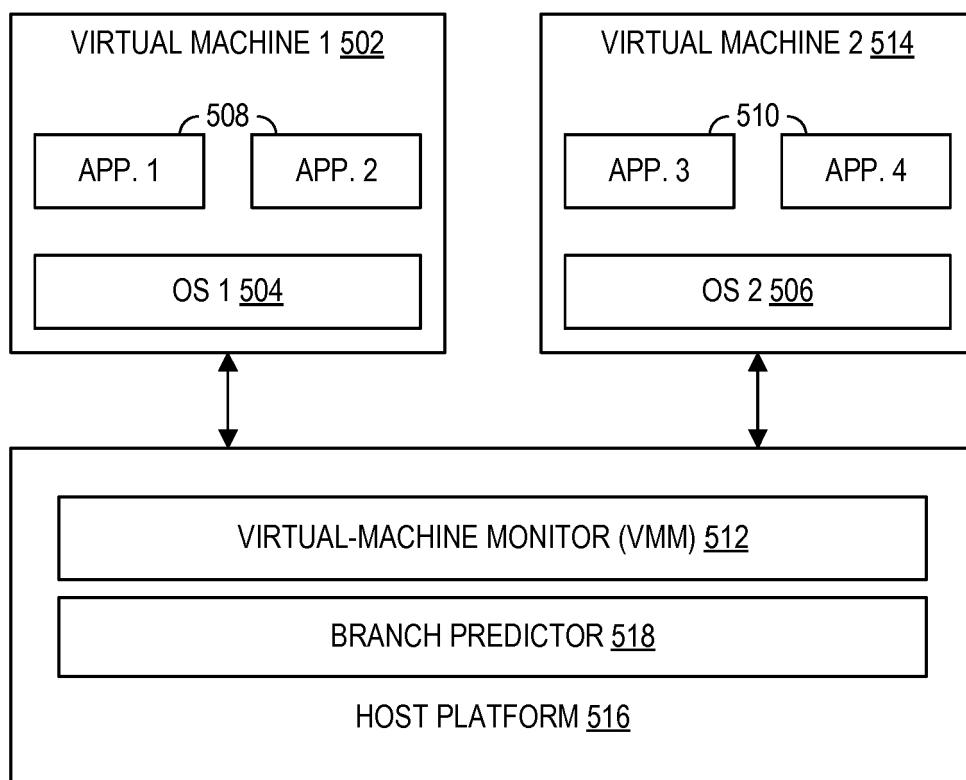 VIRTUAL MACHINE 1 502
508
APP. 1
APP. 2
OS 1 504
VIRTUAL MACHINE 2 514
510
APP. 3
APP. 4
OS 2 506
VIRTUAL-MACHINE MONITOR (VMM) 512
BRANCH PREDICTOR 518
HOST PLATFORM 516